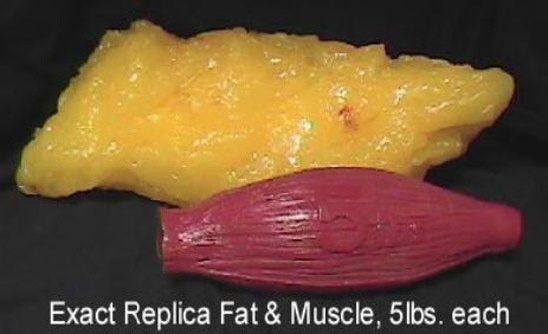 Exact Replica Fat & Muscle, 5lbs. each